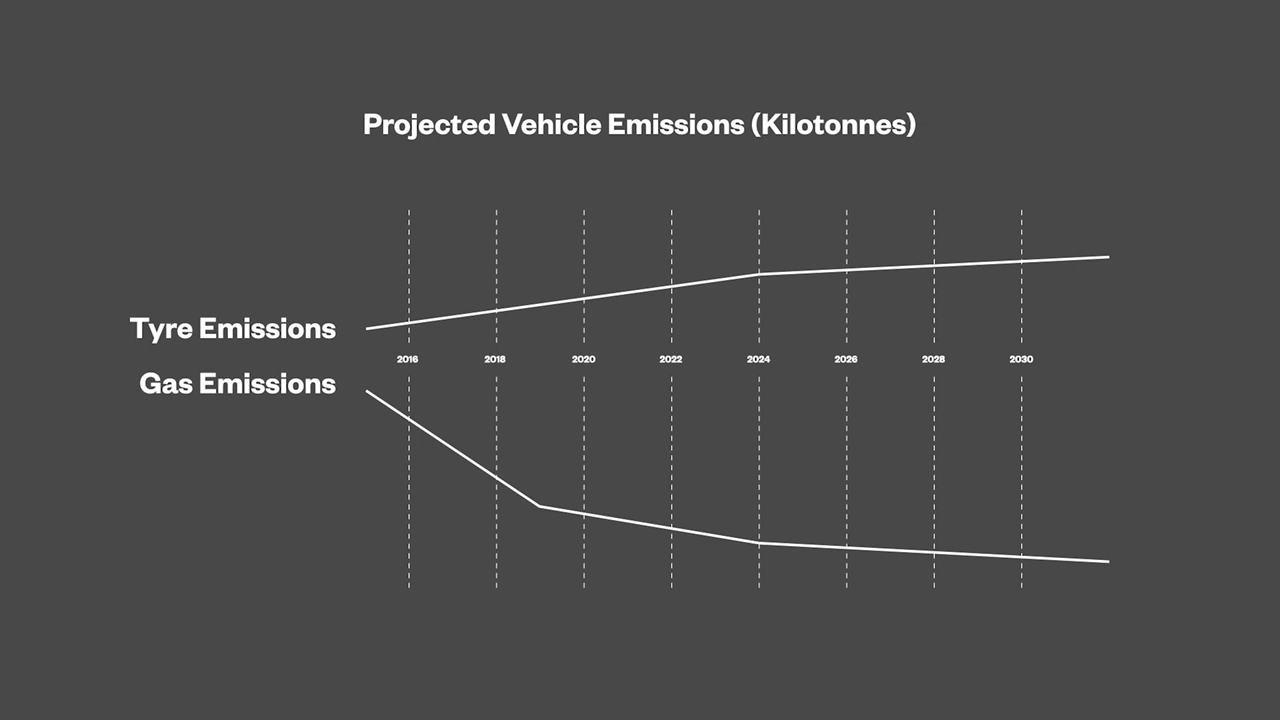 Projected Vehicle Emissions (Kilotonnes)
Tyre Emissions
2016 2018 2020 2022 2024 2026 2028 2030
Gas Emissions